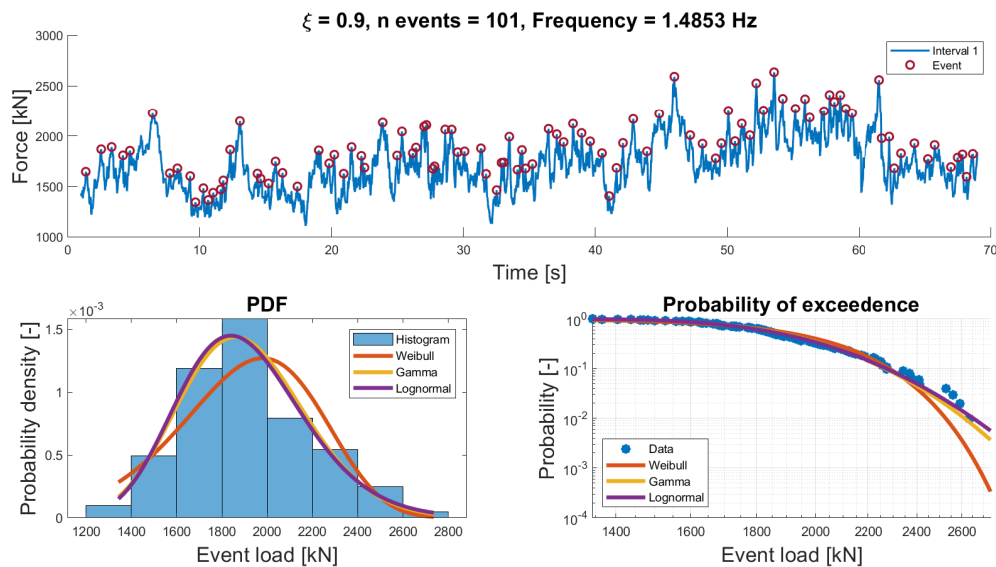 ξ = 0.9, n events = 101, Frequency = 1.4853 Hz
3000
2500
2000
1500
1000
Force [kN]
Interval 1
Event
0 10 20 30 40 50 60 70
Time [s]
PDF
×10⁻³
1.5
1
0.5
0
Probability density [-]
Histogram
Weibull
Gamma
Lognormal
1200 1400 1600 1800 2000 2200 2400 2600 2800
Event load [kN]
Probability of exceedence
10⁰
10⁻¹
10⁻²
10⁻³
10⁻⁴
Probability [-]
Data
Weibull
Gamma
Lognormal
1400 1800 2000 2200 2400 2600
Event load [kN]